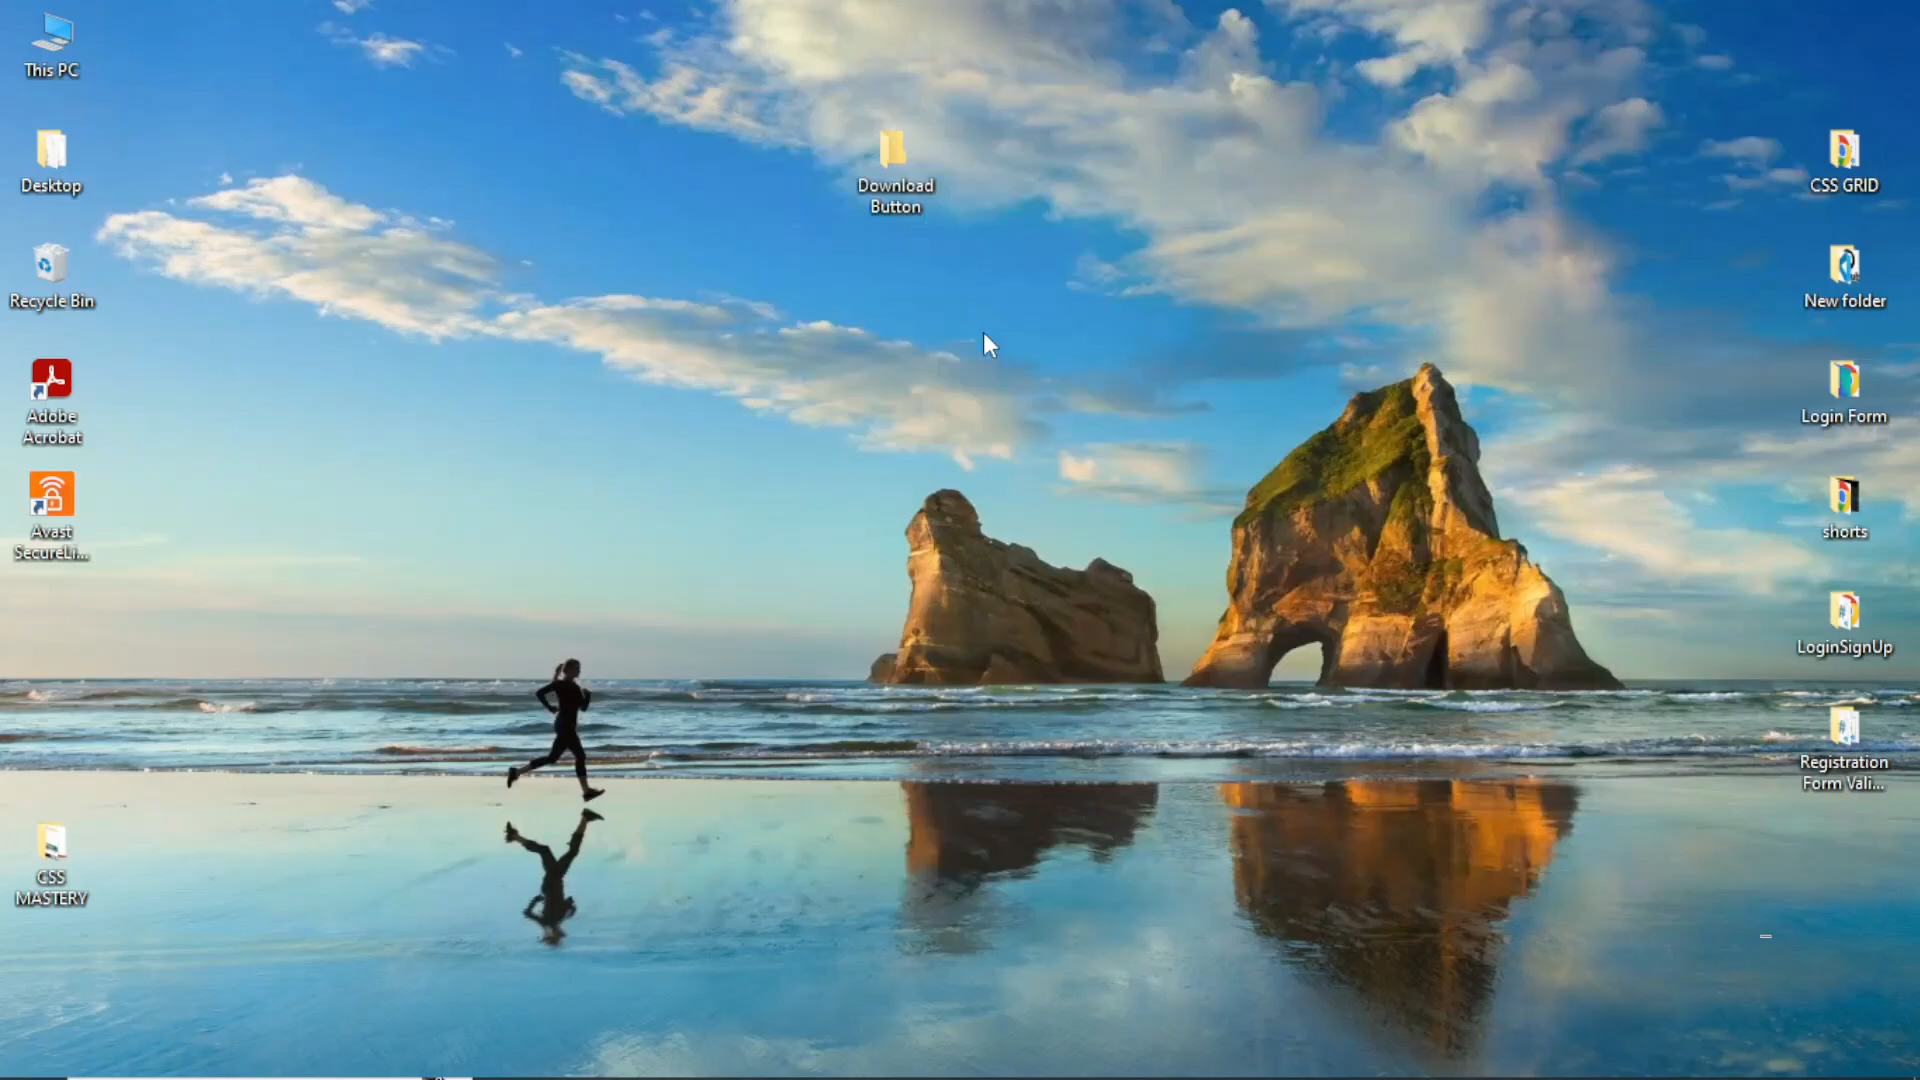 This PC
Desktop
Recycle Bin
Adobe
Acrobat
Avast
SecureLi...
CSS
MASTERY
Download
Button
CSS GRID
New folder
Login Form
shorts
LoginSignUp
Registration
Form Vali...